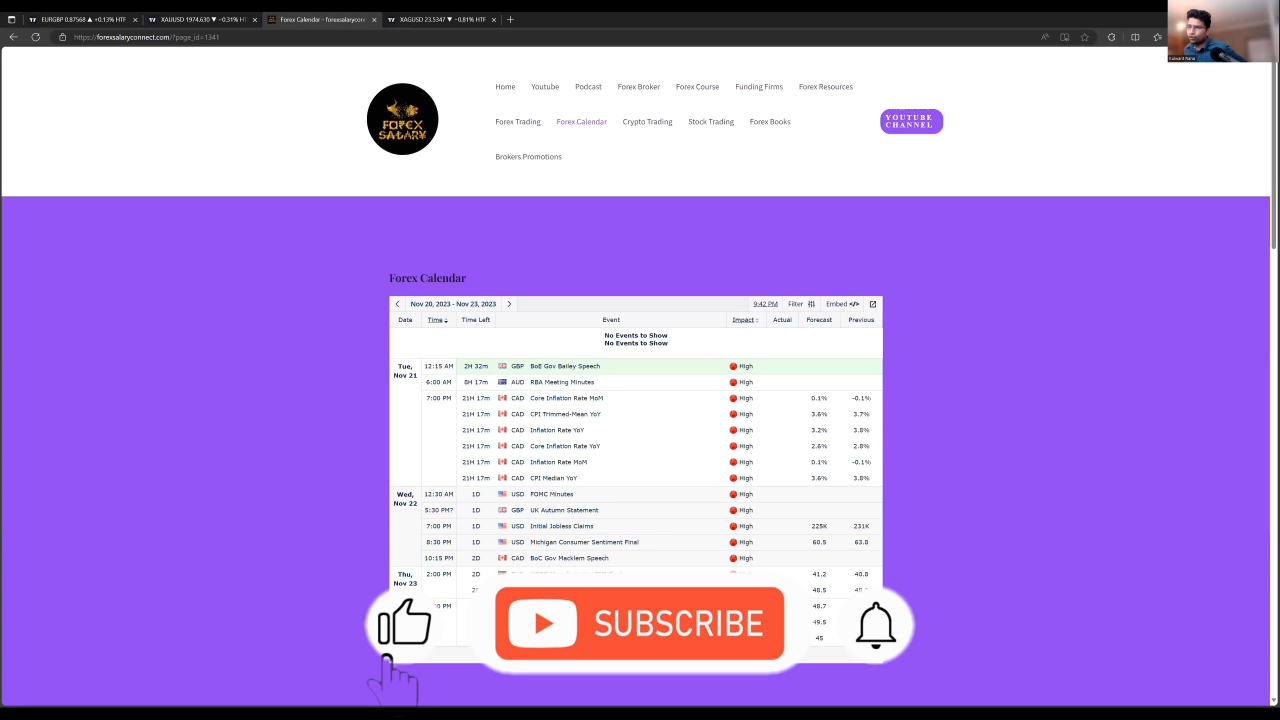 EURGBP 0.87568 ▲ +0.13% HTF
XAUUSD 1974.630 ▼ −0.31% HT
Forex Calendar - forexsalaryconn
XAGUSD 23.5347 ▼ −0.81% HTF
https://forexsalaryconnect.com/?page_id=1341
FOREX
SALARY
Home Youtube Podcast Forex Broker Forex Course Funding Firms Forex Resources
Forex Trading Forex Calendar Crypto Trading Stock Trading Forex Books
Brokers Promotions
YOUTUBE
CHANNEL
Forex Calendar
Nov 20, 2023 - Nov 23, 2023 9:42 PM Filter Embed </>
Date Time Time Left Event Impact Actual Forecast Previous
No Events to Show
No Events to Show
Tue, Nov 21 12:15 AM 2H 32m GBP BoE Gov Bailey Speech High
6:00 AM 8H 17m AUD RBA Meeting Minutes High
7:00 PM 21H 17m CAD Core Inflation Rate MoM High 0.1% -0.1%
21H 17m CAD CPI Trimmed-Mean YoY High 3.6% 3.7%
21H 17m CAD Inflation Rate YoY High 3.2% 3.8%
21H 17m CAD Core Inflation Rate YoY High 2.6% 2.8%
21H 17m CAD Inflation Rate MoM High 0.1% -0.1%
21H 17m CAD CPI Median YoY High 3.6% 3.8%
Wed, Nov 22 12:30 AM 1D USD FOMC Minutes High
5:30 PM? 1D GBP UK Autumn Statement High
7:00 PM 1D USD Initial Jobless Claims High 225K 231K
8:30 PM 1D USD Michigan Consumer Sentiment Final High 60.5 63.8
10:15 PM 2D CAD BoC Gov Macklem Speech High
Thu, Nov 23 2:00 PM 2D 41.2 40.8
48.5
PM 48.7
49.5
45
SUBSCRIBE